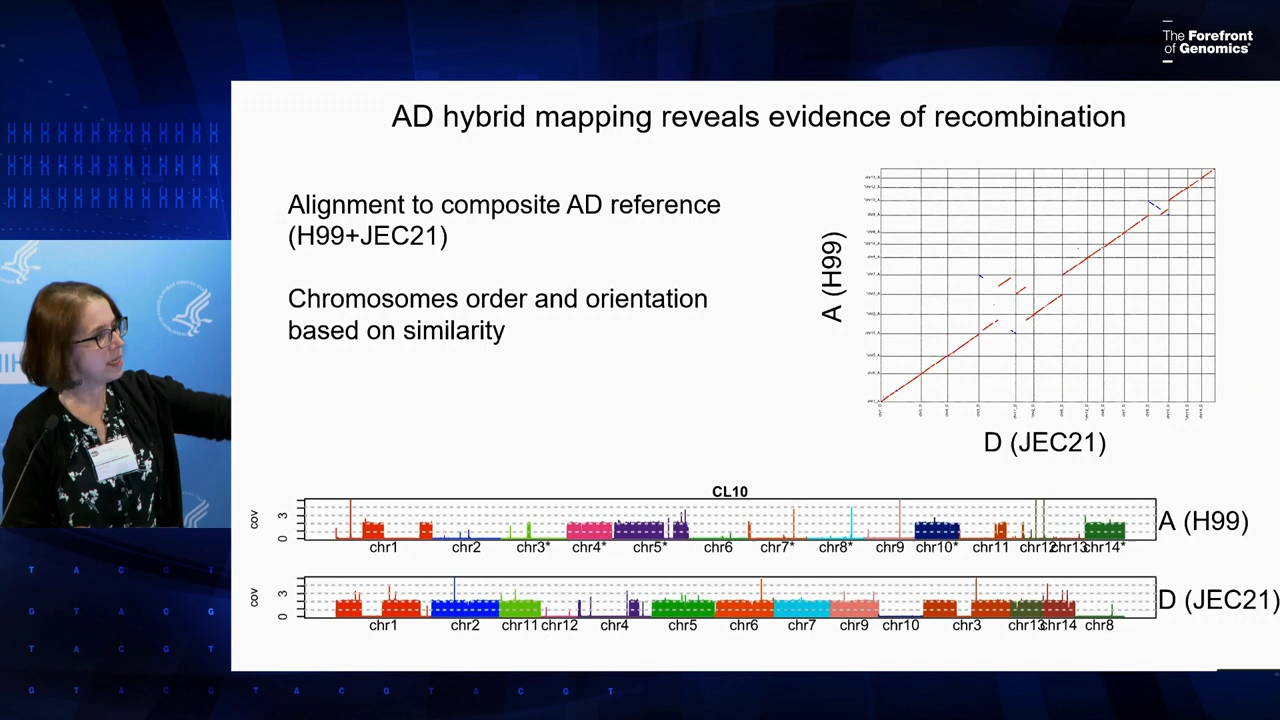 The Forefront
of Genomics®
AD hybrid mapping reveals evidence of recombination
Alignment to composite AD reference
(H99+JEC21)
Chromosomes order and orientation
based on similarity
A (H99)
D (JEC21)
CL10
cov
3
0
chr1 chr2 chr3* chr4* chr5* chr6 chr7* chr8* chr9 chr10* chr11 chr12 chr13 chr14*
A (H99)
cov
3
0
chr1 chr2 chr11 chr12 chr4 chr5 chr6 chr7 chr9 chr10 chr3 chr13 chr14 chr8
D (JEC21)
T A C G T
G T A C G
T A C G T
G T A C G T A C G T A C G T